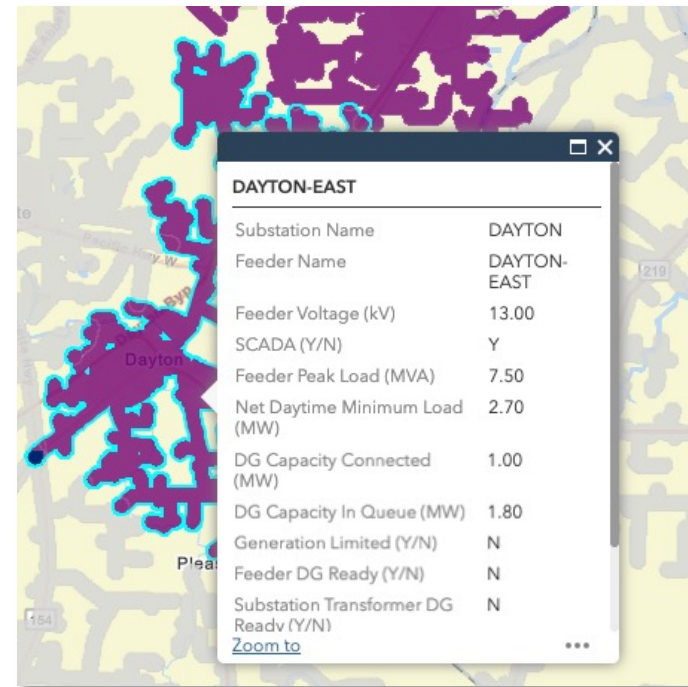 DAYTON-EAST
Substation Name DAYTON
Feeder Name DAYTON-
EAST
Feeder Voltage (kV) 13.00
SCADA (Y/N) Y
Feeder Peak Load (MVA) 7.50
Net Daytime Minimum Load 2.70
(MW)
DG Capacity Connected 1.00
(MW)
DG Capacity In Queue (MW) 1.80
Generation Limited (Y/N) N
Feeder DG Ready (Y/N) N
Substation Transformer DG N
Ready (Y/N)
Zoom to
Pacific Hwy W
Byp
Dayton
219
154